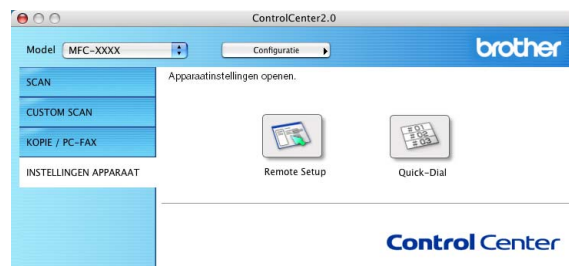 ControlCenter2.0
Model MFC-XXXX Configuratie brother
SCAN
CUSTOM SCAN
KOPIE / PC-FAX
INSTELLINGEN APPARAAT
Apparaatinstellingen openen.
Remote Setup Quick-Dial
Control Center